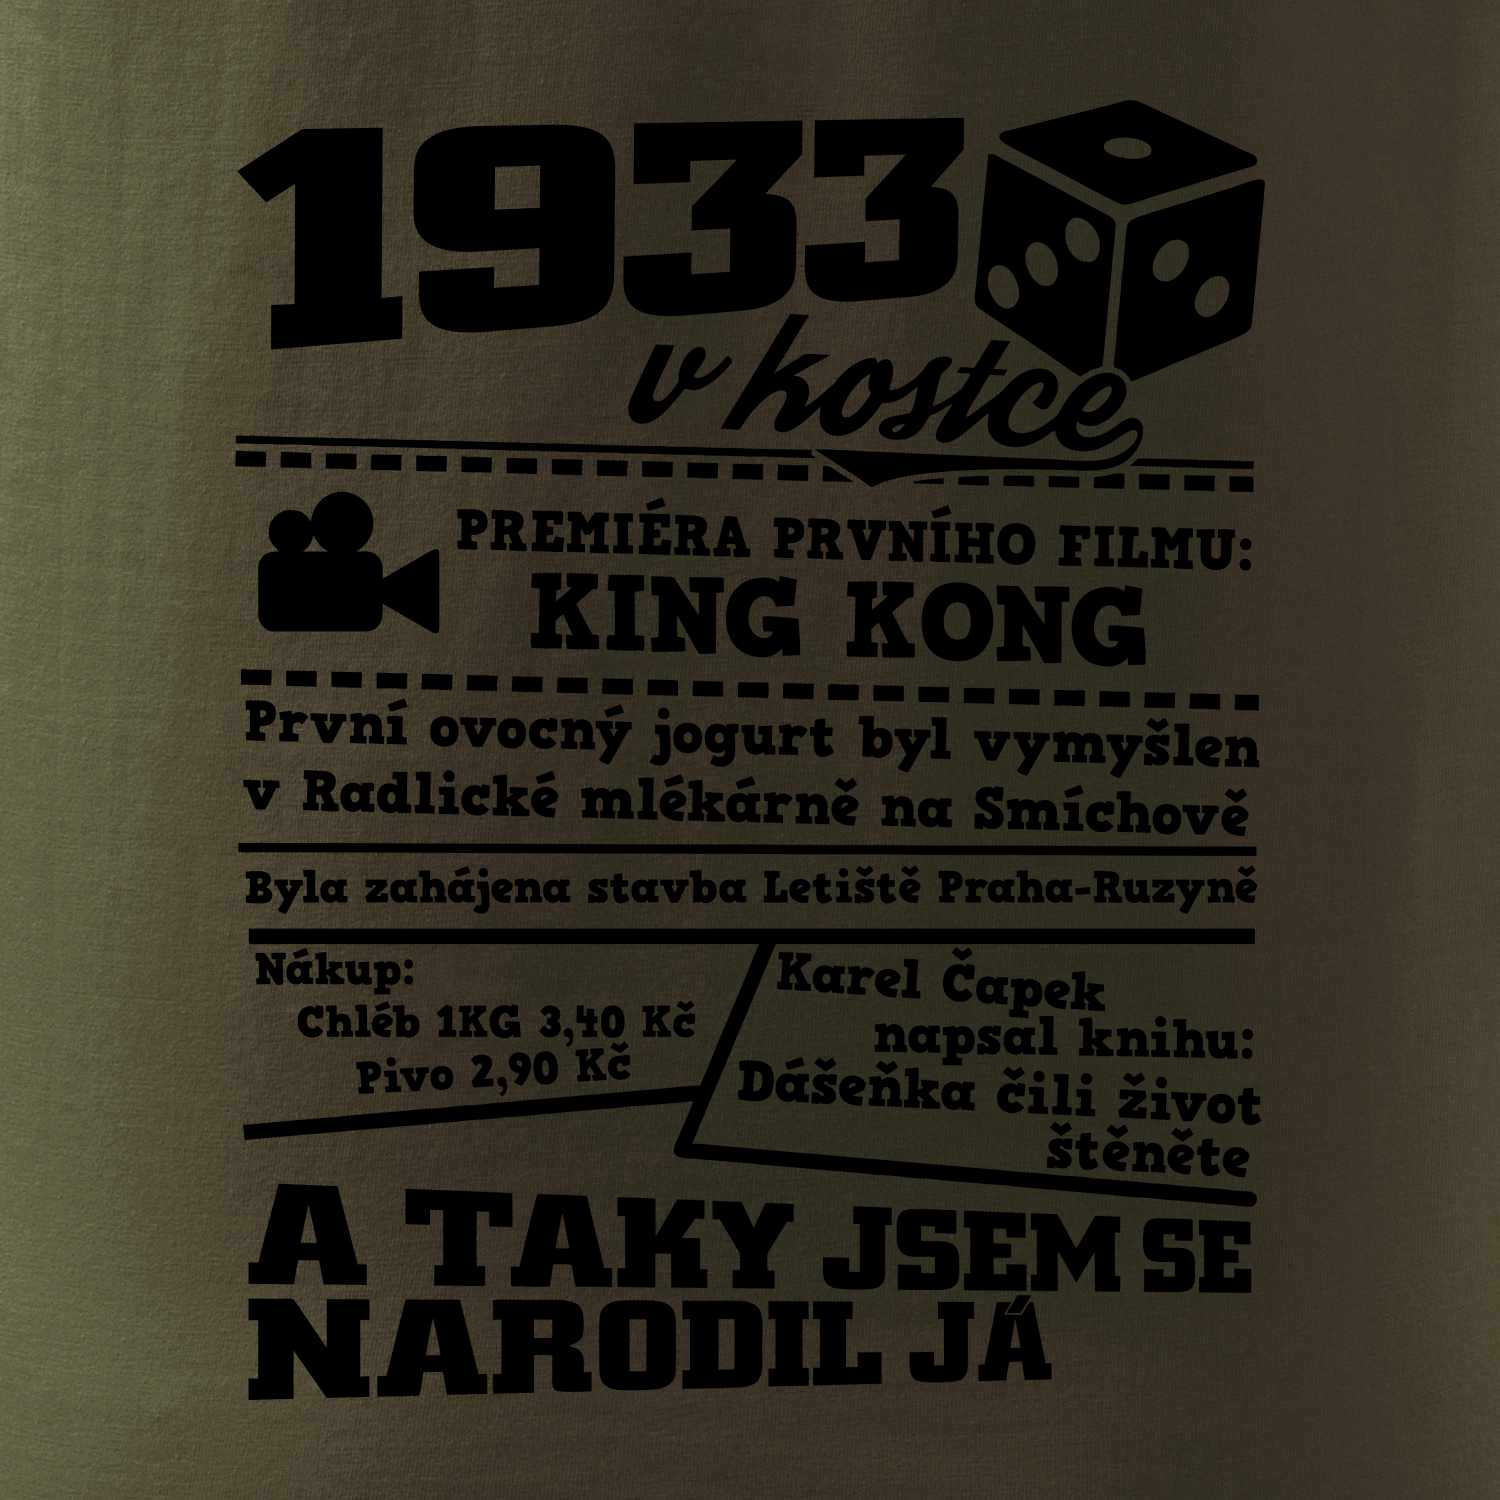 1933
v kostce
PREMIÉRA PRVNÍHO FILMU:
KING KONG
První ovocný jogurt byl vymyšlen
v Radlické mlékárně na Smíchově
Byla zahájena stavba Letiště Praha-Ruzyně
Nákup:
Chléb 1KG 3,40 Kč
Pivo 2,90 Kč
Karel Čapek
napsal knihu:
Dášeňka čili život
štěněte
A TAKY JSEM SE
NARODIL JÁ